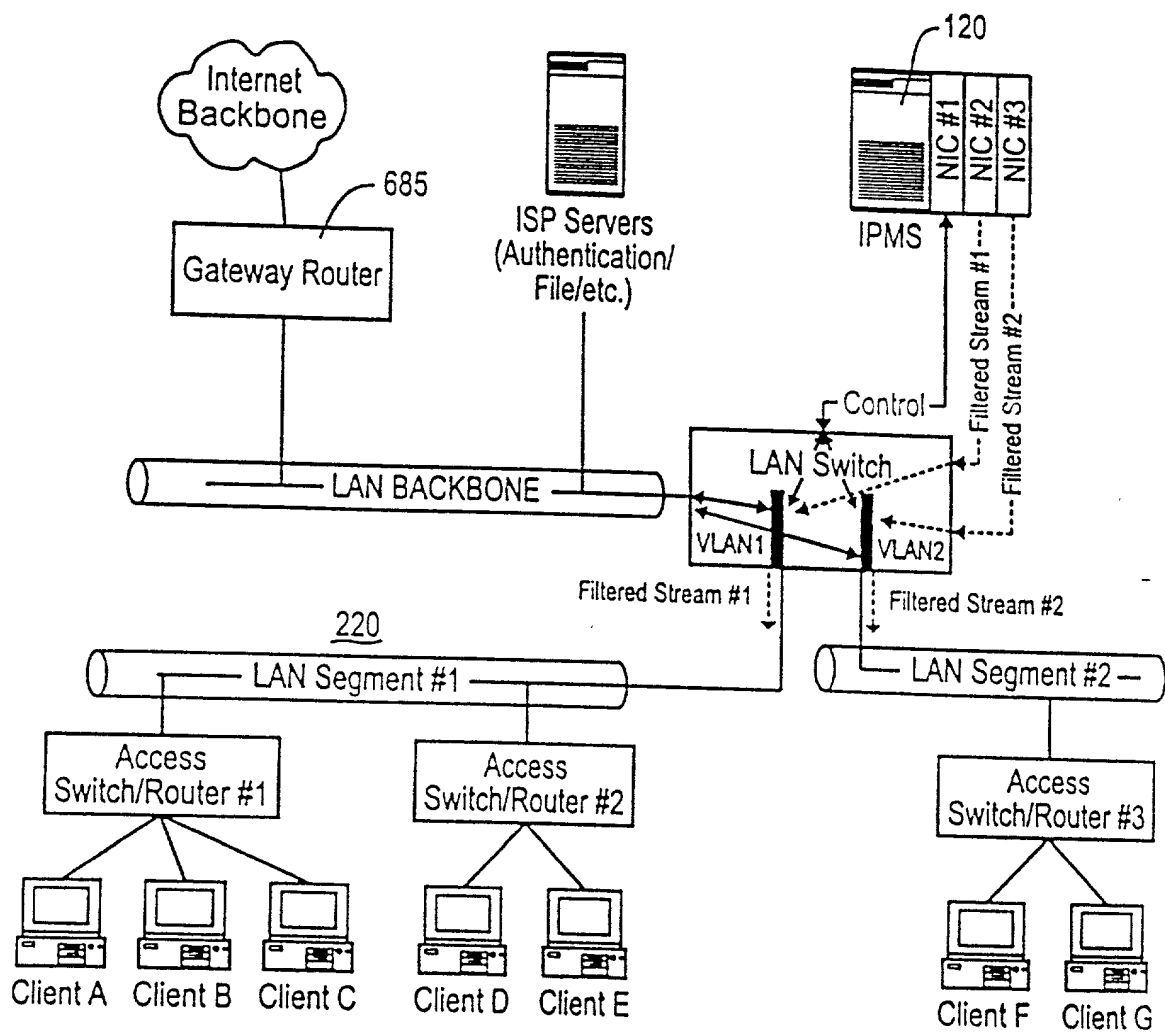 120
Internet
Backbone
685
Gateway Router
ISP Servers
(Authentication/
File/etc.)
NIC #1
NIC #2
NIC #3
IPMS
Filtered Stream #1
Filtered Stream #2
Control
LAN Switch
LAN BACKBONE
VLAN1
VLAN2
Filtered Stream #1
Filtered Stream #2
220
LAN Segment #1
LAN Segment #2
Access
Switch/Router #1
Access
Switch/Router #2
Access
Switch/Router #3
Client A
Client B
Client C
Client D
Client E
Client F
Client G